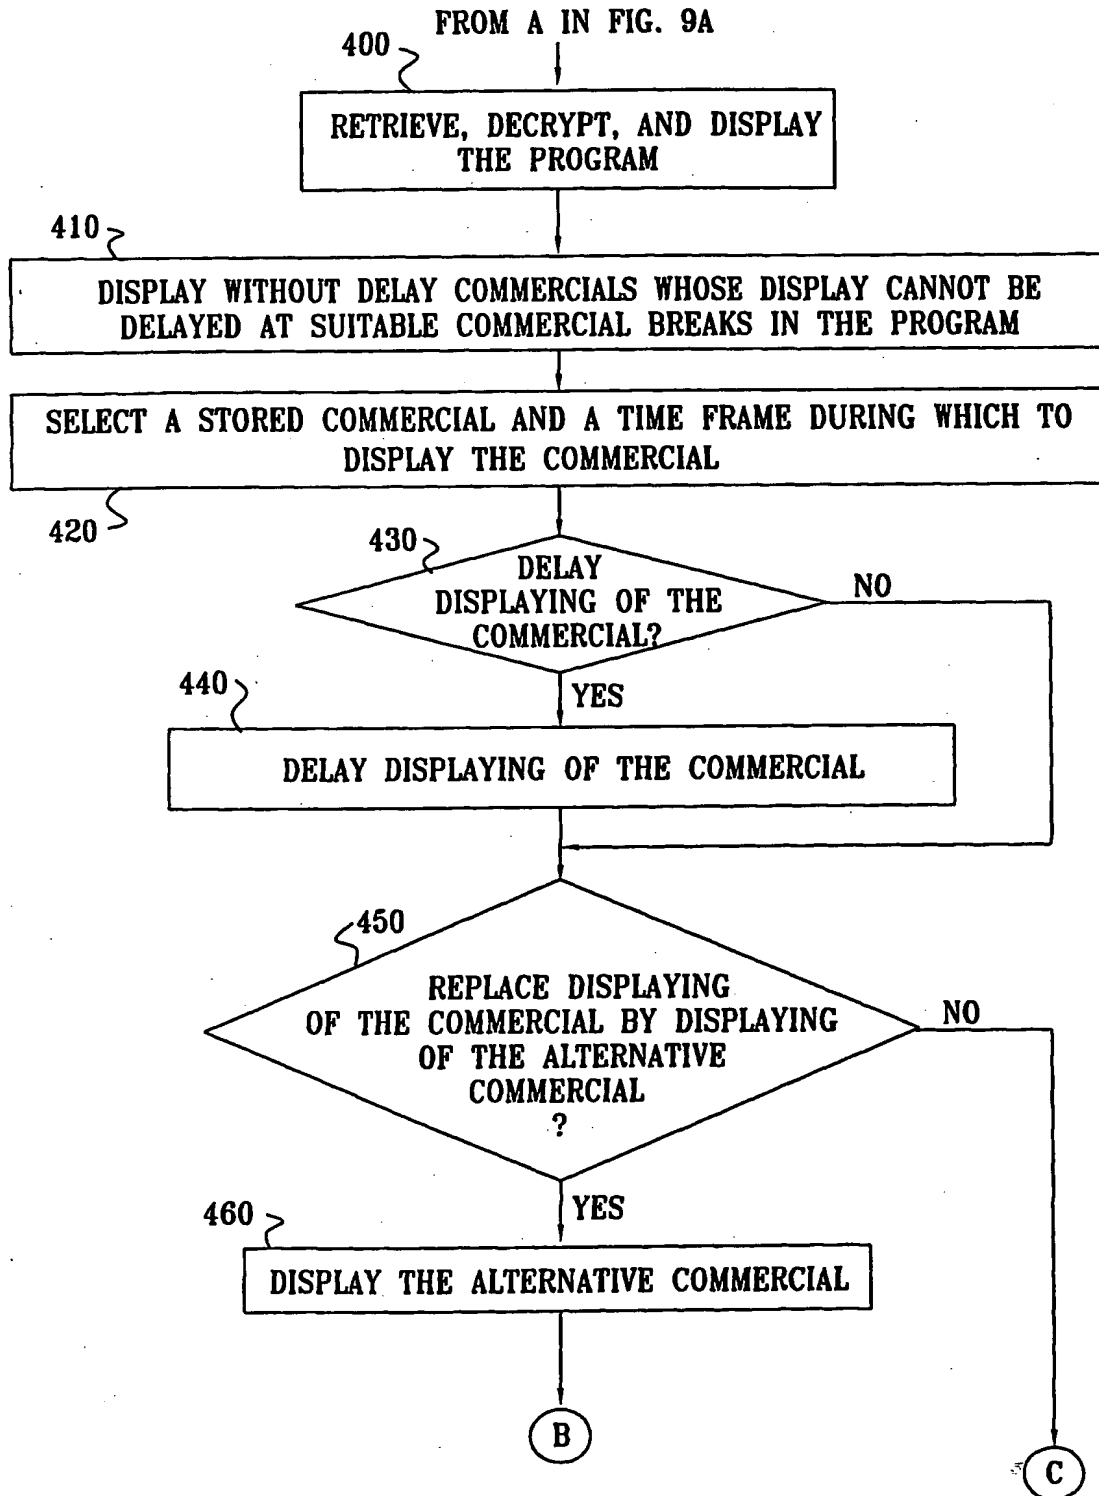 FROM A IN FIG. 9A
400
RETRIEVE, DECRYPT, AND DISPLAY
THE PROGRAM
410
DISPLAY WITHOUT DELAY COMMERCIALS WHOSE DISPLAY CANNOT BE
DELAYED AT SUITABLE COMMERCIAL BREAKS IN THE PROGRAM
SELECT A STORED COMMERCIAL AND A TIME FRAME DURING WHICH TO
DISPLAY THE COMMERCIAL
420
430
DELAY
DISPLAYING OF THE
COMMERCIAL?
NO
YES
440
DELAY DISPLAYING OF THE COMMERCIAL
450
REPLACE DISPLAYING
OF THE COMMERCIAL BY DISPLAYING
OF THE ALTERNATIVE
COMMERCIAL
?
NO
YES
460
DISPLAY THE ALTERNATIVE COMMERCIAL
B
C